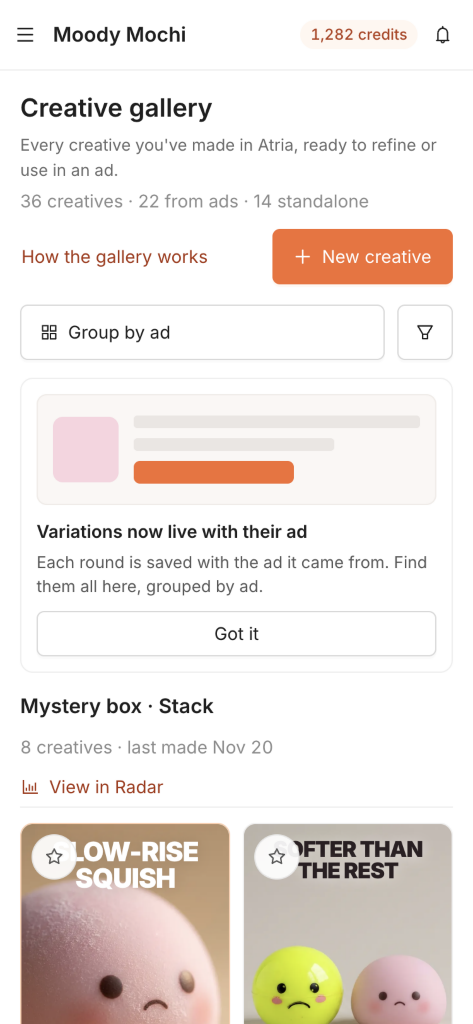 Moody Mochi
1,282 credits
Creative gallery
Every creative you've made in Atria, ready to refine or
use in an ad.
36 creatives · 22 from ads · 14 standalone
How the gallery works
New creative
Group by ad
Variations now live with their ad
Each round is saved with the ad it came from. Find
them all here, grouped by ad.
Got it
Mystery box · Stack
8 creatives · last made Nov 20
View in Radar
SLOW-RISE
SQUISH
SOFTER THAN
THE REST